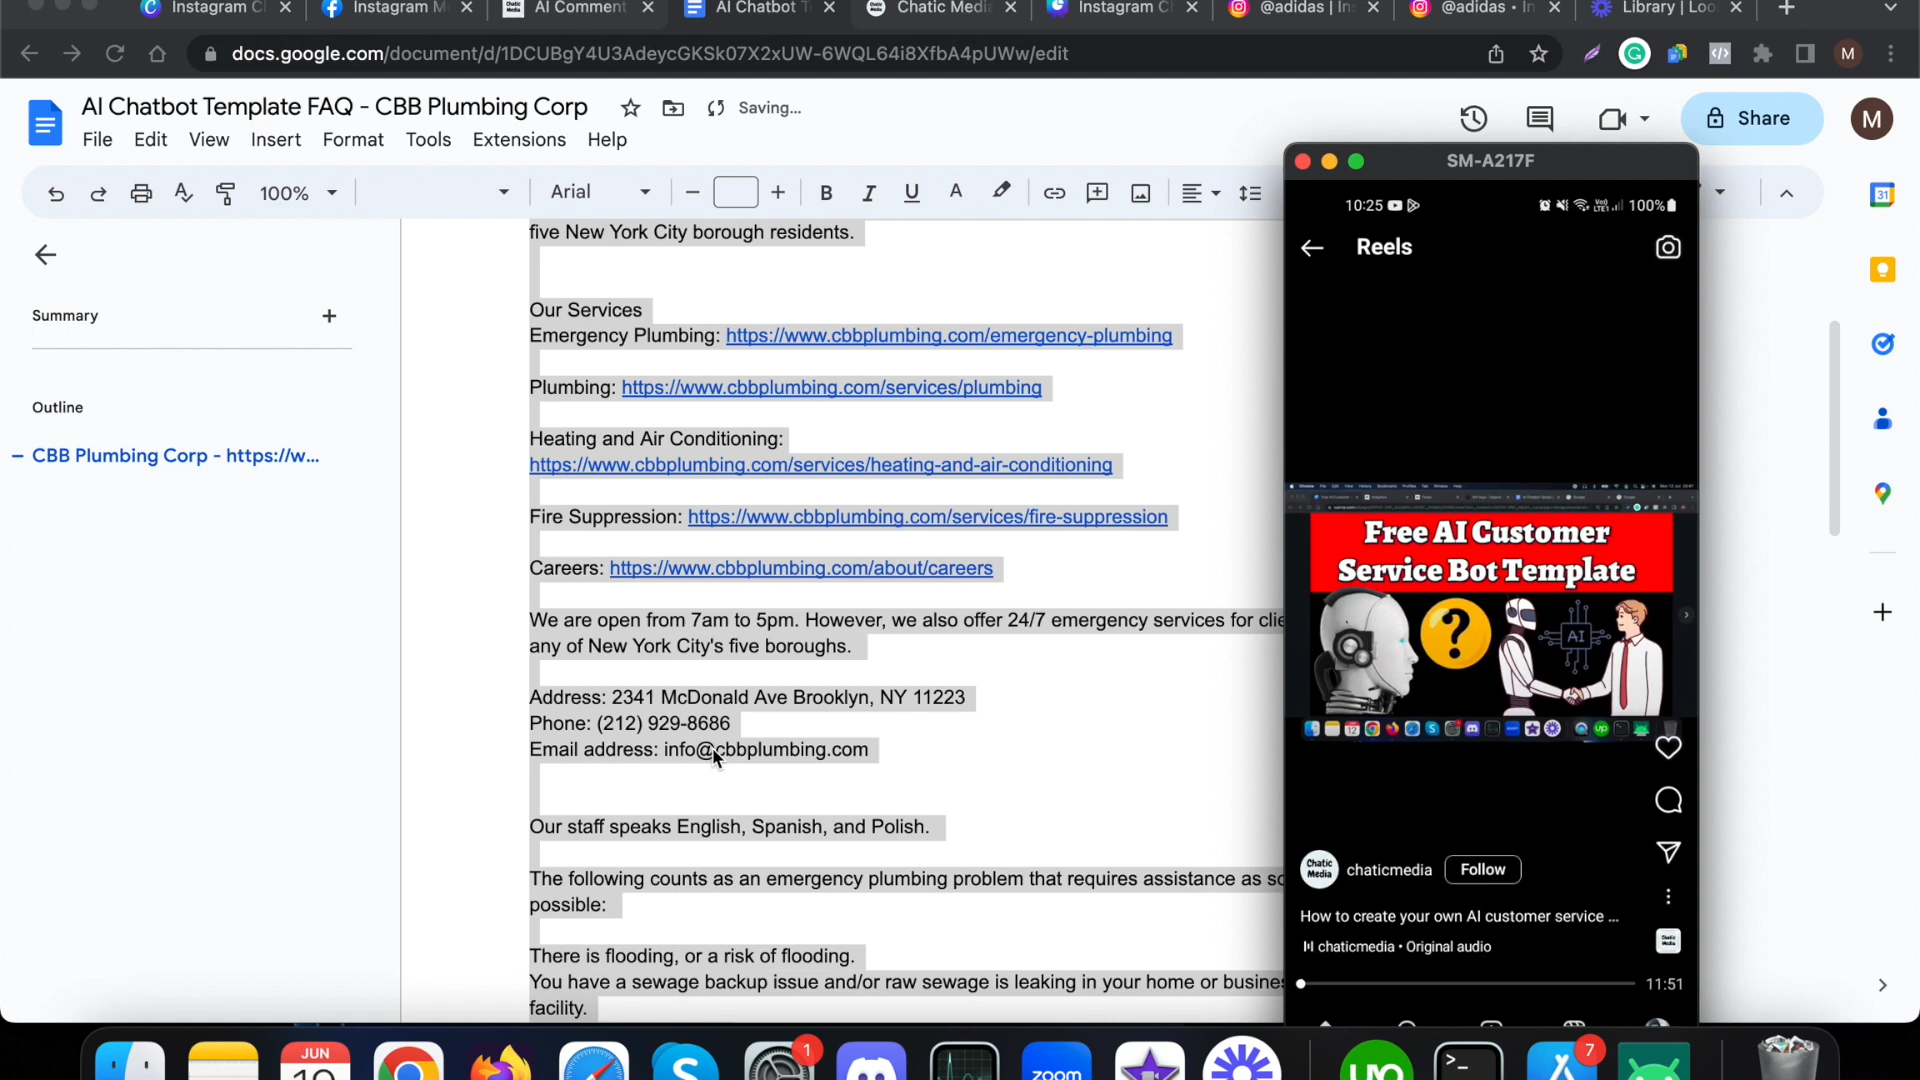 Instagram C
Instagram M
AI Comment
AI Chatbot T
Chatic Media
Instagram C
@adidas | In
@adidas • In
Library | Loo
docs.google.com/document/d/1DCUBgY4U3AdeycGKSk07X2xUW-6WQL64i8XfbA4pUWw/edit
M
AI Chatbot Template FAQ - CBB Plumbing Corp
Saving...
File Edit View Insert Format Tools Extensions Help
Share
M
100%
Arial
B I U A
31
Summary
Outline
CBB Plumbing Corp - https://w...
five New York City borough residents.
Our Services
Emergency Plumbing: https://www.cbbplumbing.com/emergency-plumbing
Plumbing: https://www.cbbplumbing.com/services/plumbing
Heating and Air Conditioning:
https://www.cbbplumbing.com/services/heating-and-air-conditioning
Fire Suppression: https://www.cbbplumbing.com/services/fire-suppression
Careers: https://www.cbbplumbing.com/about/careers
We are open from 7am to 5pm. However, we also offer 24/7 emergency services for clie
any of New York City's five boroughs.
Address: 2341 McDonald Ave Brooklyn, NY 11223
Phone: (212) 929-8686
Email address: info@cbbplumbing.com
Our staff speaks English, Spanish, and Polish.
The following counts as an emergency plumbing problem that requires assistance as so
possible:
There is flooding, or a risk of flooding.
You have a sewage backup issue and/or raw sewage is leaking in your home or busine
facility.
SM-A217F
10:25
100%
Reels
Free AI Customer
Service Bot Template
AI
Chatic
Media
chaticmedia
Follow
How to create your own AI customer service ...
chaticmedia • Original audio
11:51
JUN
1
zoom
up
7